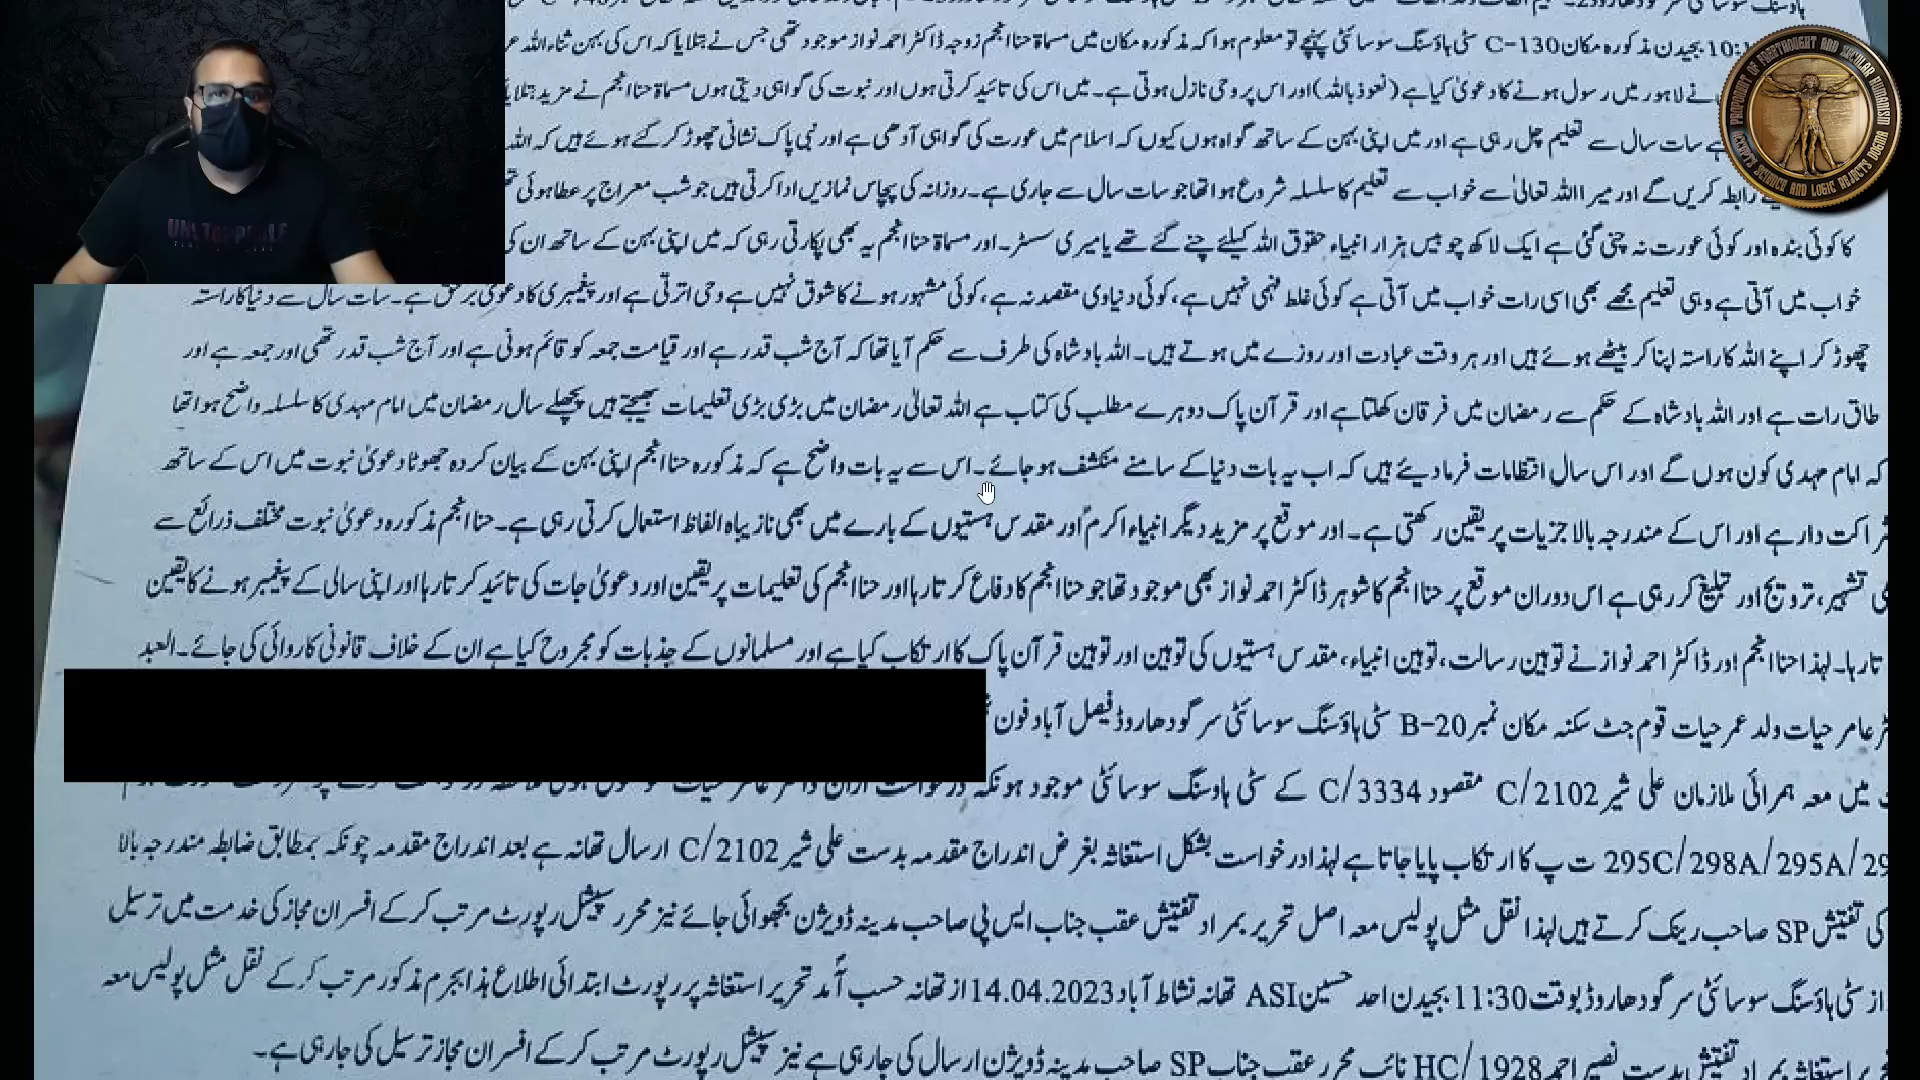 10: بجیدن مذکورہ مکان C-130 سٹی ہاؤسنگ سوسائٹی پہنچے تو معلوم ہوا کہ مذکورہ مکان میں مسماۃ حنا انجم زوجہ ڈاکٹر احمد نواز موجود تھی جس نے بتلایا کہ اس کی بہن ثناء اللہ
نے لاہور میں رسول ہونے کا دعویٰ کیا ہے (نعوذ باللہ) اور اس پر وحی نازل ہوتی ہے۔ میں اس کی تائید کرتی ہوں اور نبوت کی گواہی دیتی ہوں مسماۃ حنا انجم نے مزید بتلایا
ہے سات سال سے تعلیم چل رہی ہے اور میں اپنی بہن کے ساتھ گواہ ہوں کیوں کہ اسلام میں عورت کی گواہی آدھی ہے اور نبی پاک نشانی چھوڑ کر گئے ہوئے ہیں کہ اللہ
رابطہ کریں گے اور میرا اللہ تعالیٰ سے خواب سے تعلیم کا سلسلہ شروع ہوا تھا جو سات سال سے جاری ہے۔ روزانہ کی پچاس نمازیں ادا کرتی ہیں جو شب معراج پر عطا ہوئی
کا کوئی بندہ اور کوئی عورت نہ چنی گئی ہے ایک لاکھ چوبیس ہزار انبیاء حقوق اللہ کیلئے چنے گئے تھے یا میری سسٹر۔ اور مسماۃ حنا انجم یہ بھی پکارتی رہی کہ میں اپنی بہن کے ساتھ ان کی
خواب میں آتی ہے وہی تعلیم مجھے بھی اسی رات خواب میں آتی ہے کوئی غلط فہمی نہیں ہے، کوئی دنیاوی مقصد نہ ہے، کوئی مشہور ہونے کا شوق نہیں ہے وحی اترتی ہے اور پیغمبری کا دعویٰ برحق ہے۔ سات سال سے دنیا کا راستہ
چھوڑ کر اپنے اللہ کا راستہ اپنا کر بیٹھے ہوئے ہیں اور ہر وقت عبادت اور روزے میں ہوتے ہیں۔ اللہ بادشاہ کی طرف سے حکم آیا تھا کہ آج شب قدر ہے اور قیامت جمعہ کو قائم ہونی ہے اور آج شب قدر تھی اور جمعہ ہے اور
طاق رات ہے اور اللہ بادشاہ کے حکم سے رمضان میں فرقان کھلتا ہے اور قرآن پاک دوہرے مطلب کی کتاب ہے اللہ تعالیٰ رمضان میں بڑی بڑی تعلیمات بھیجتے ہیں پچھلے سال رمضان میں امام مہدی کا سلسلہ واضح ہوا تھا
کہ امام مہدی کون ہوں گے اور اس سال انتظامات فرما دیئے ہیں کہ اب یہ بات دنیا کے سامنے منکشف ہو جائے۔ اس سے یہ بات واضح ہے کہ مذکورہ حنا انجم اپنی بہن کے بیان کردہ جھوٹا دعویٰ نبوت میں اس کے ساتھ
اکت دار ہے اور اس کے مندرجہ بالا جزیات پر یقین رکھتی ہے۔ اور موقع پر مزید دیگر انبیاء اکرمؑ اور مقدس ہستیوں کے بارے میں بھی نازیباہ الفاظ استعمال کرتی رہی ہے۔ حنا انجم مذکورہ دعویٰ نبوت مختلف ذرائع سے
تشہیر، ترویج اور تبلیغ کر رہی ہے اس دوران موقع پر حنا انجم کا شوہر ڈاکٹر احمد نواز بھی موجود تھا جو حنا انجم کا دفاع کرتا رہا اور حنا انجم کی تعلیمات پر یقین اور دعویٰ جات کی تائید کرتا رہا اور اپنی سالی کے پیغمبر ہونے کا یقین
تا رہا۔ لہذا حنا انجم اور ڈاکٹر احمد نواز نے توہین رسالت، توہین انبیاء، مقدس ہستیوں کی توہین اور توہین قرآن پاک کا ارتکاب کیا ہے اور مسلمانوں کے جذبات کو مجروح کیا ہے ان کے خلاف قانونی کاروائی کی جائے۔ العبد
عامر حیات ولد عمر حیات قوم جٹ سکنہ مکان نمبر B-20 سٹی ہاؤسنگ سوسائٹی سرگودھا روڈ فیصل آباد فون
میں معہ ہمرائی ملازمان علی شیر 2102/C مقصود 3334/C کے سٹی ہاوسنگ سوسائٹی موجود ہونکہ
295C/298A/295A/29 ت پ کا ارتکاب پایا جاتا ہے لہذا درخواست بشکل استغاثہ بغرض اندراج مقدمہ بدست علی شیر 2102/C ارسال تھانہ ہے بعد اندراج مقدمہ چونکہ بمطابق ضابطہ مندرجہ بالا
کی تفتیش SP صاحب رینک کرتے ہیں لہذا نقل مثل پولیس معہ اصل تحریر بمراد تفتیش عقب جناب ایس پی صاحب مدینہ ڈویژن بھجوائی جائے نیز محرر سپیشل رپورٹ مرتب کرکے افسران مجاز کی خدمت میں ترسیل
از سٹی ہاؤسنگ سوسائٹی سرگودھا روڈ بوقت 11:30 بجیدن احد حسین ASI تھانہ نشاط آباد 14.04.2023 از تھانہ حسب آمد تحریر استغاثہ پر رپورٹ ابتدائی اطلاع ہذا بجرم مذکور مرتب کرکے نقل مثل پولیس معہ
استغاثہ بمراد تفتیش بدست نصیر احمد 1928/HC نائب محرر عقب جناب SP صاحب مدینہ ڈویژن ارسال کی جا رہی ہے نیز سپیشل رپورٹ مرتب کرکے افسران مجاز ترسیل کی جارہی ہے۔
UNSTOPPABLE